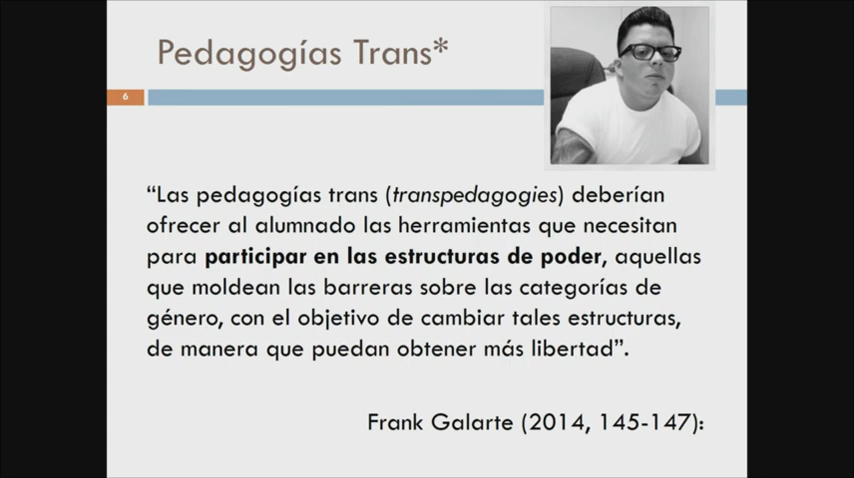 Pedagogías Trans*
6
“Las pedagogías trans (transpedagogies) deberían
ofrecer al alumnado las herramientas que necesitan
para participar en las estructuras de poder, aquellas
que moldean las barreras sobre las categorías de
género, con el objetivo de cambiar tales estructuras,
de manera que puedan obtener más libertad”.
Frank Galarte (2014, 145-147):